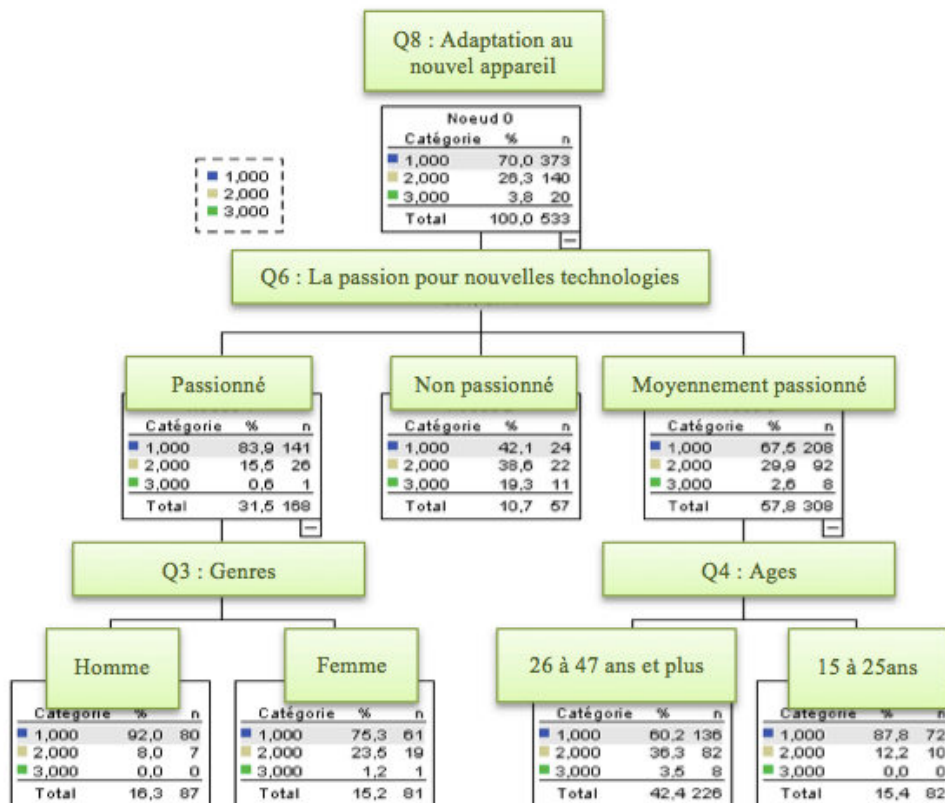 Q8 : Adaptation au
nouvel appareil
Noeud 0
Catégorie % n
1,000 70,0 373
2,000 26,3 140
3,000 3,8 20
Total 100,0 533
1,000
2,000
3,000
Q6 : La passion pour nouvelles technologies
Passionné
Catégorie % n
1,000 83,9 141
2,000 15,5 26
3,000 0,6 1
Total 31,5 168
Non passionné
Catégorie % n
1,000 42,1 24
2,000 38,6 22
3,000 19,3 11
Total 10,7 57
Moyennement passionné
Catégorie % n
1,000 67,5 208
2,000 29,9 92
3,000 2,6 8
Total 57,8 308
Q3 : Genres
Q4 : Ages
Homme
Catégorie % n
1,000 92,0 80
2,000 8,0 7
3,000 0,0 0
Total 16,3 87
Femme
Catégorie % n
1,000 75,3 61
2,000 23,5 19
3,000 1,2 1
Total 15,2 81
26 à 47 ans et plus
Catégorie % n
1,000 60,2 136
2,000 36,3 82
3,000 3,5 8
Total 42,4 226
15 à 25ans
Catégorie % n
1,000 87,8 72
2,000 12,2 10
3,000 0,0 0
Total 15,4 82